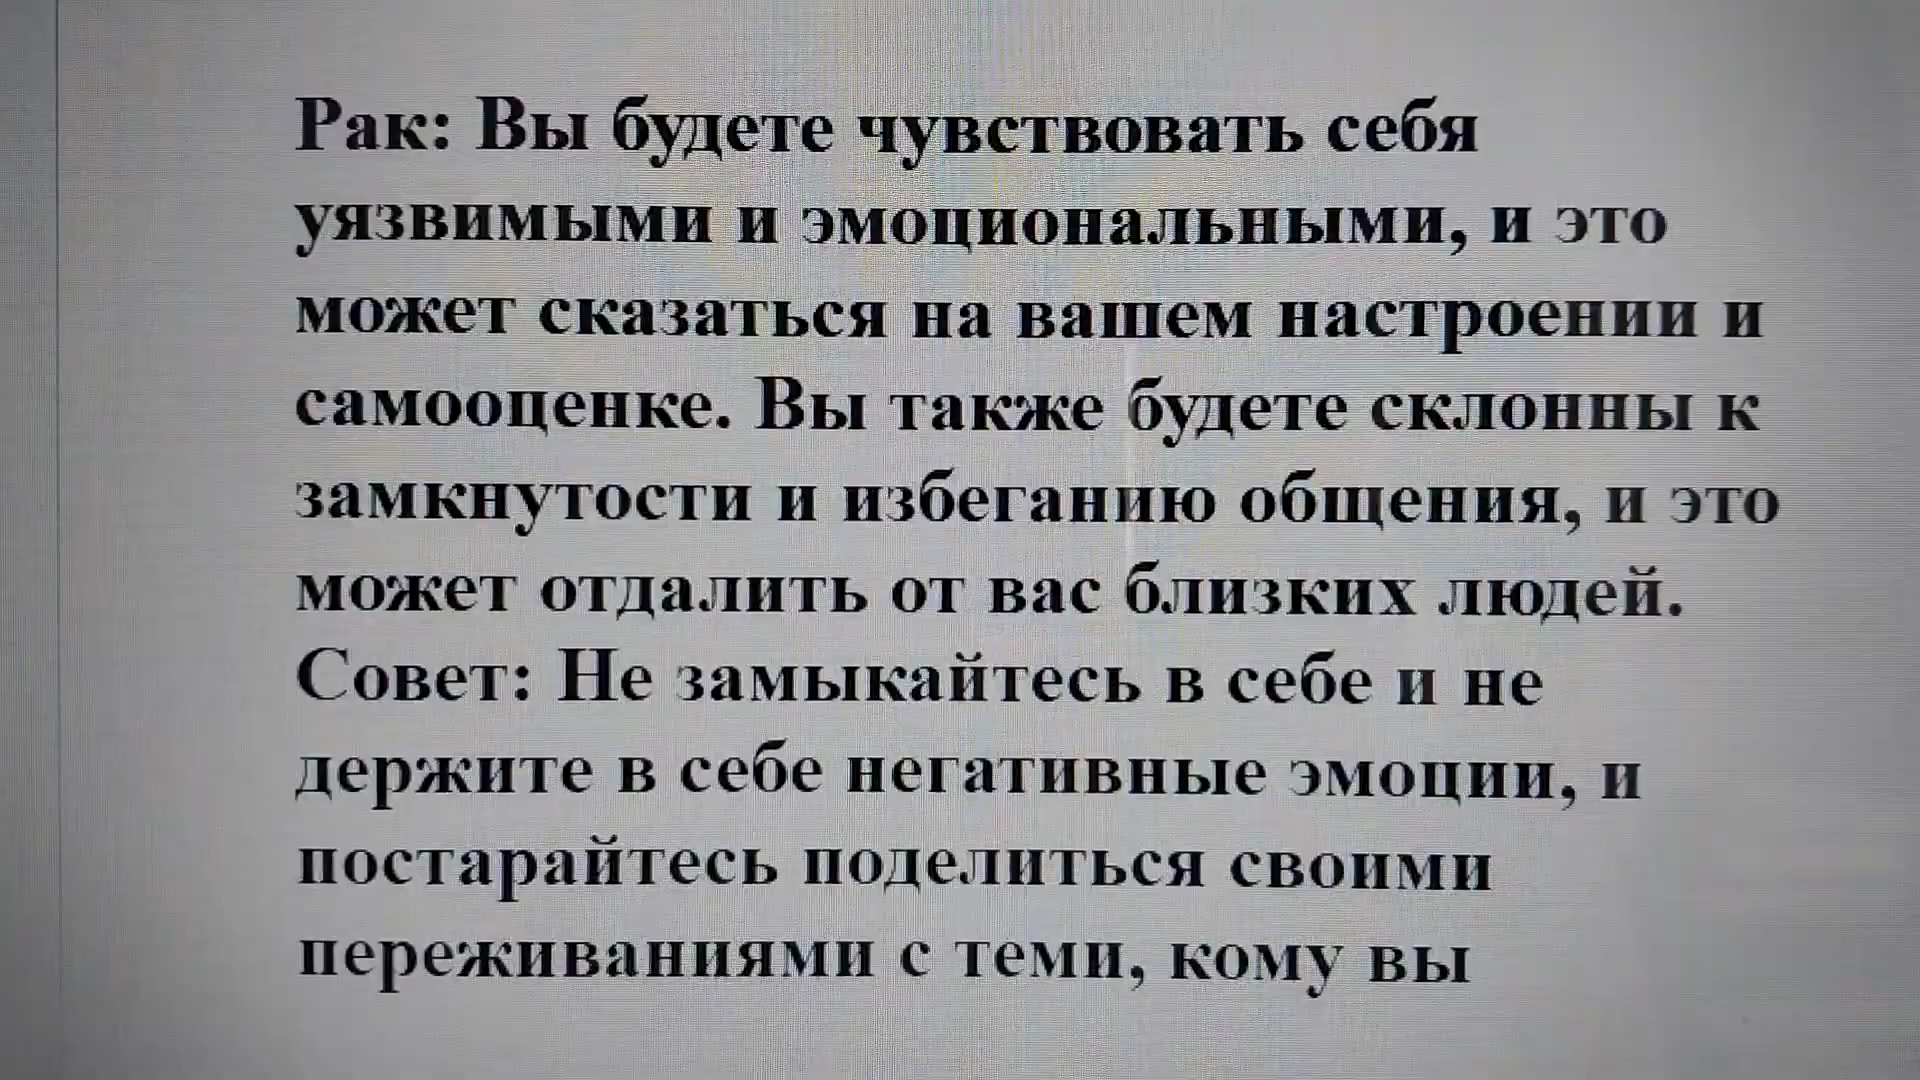 Рак: Вы будете чувствовать себя
уязвимыми и эмоциональными, и это
может сказаться на вашем настроении и
самооценке. Вы также будете склонны к
замкнутости и избеганию общения, и это
может отдалить от вас близких людей.
Совет: Не замыкайтесь в себе и не
держите в себе негативные эмоции, и
постарайтесь поделиться своими
переживаниями с теми, кому вы